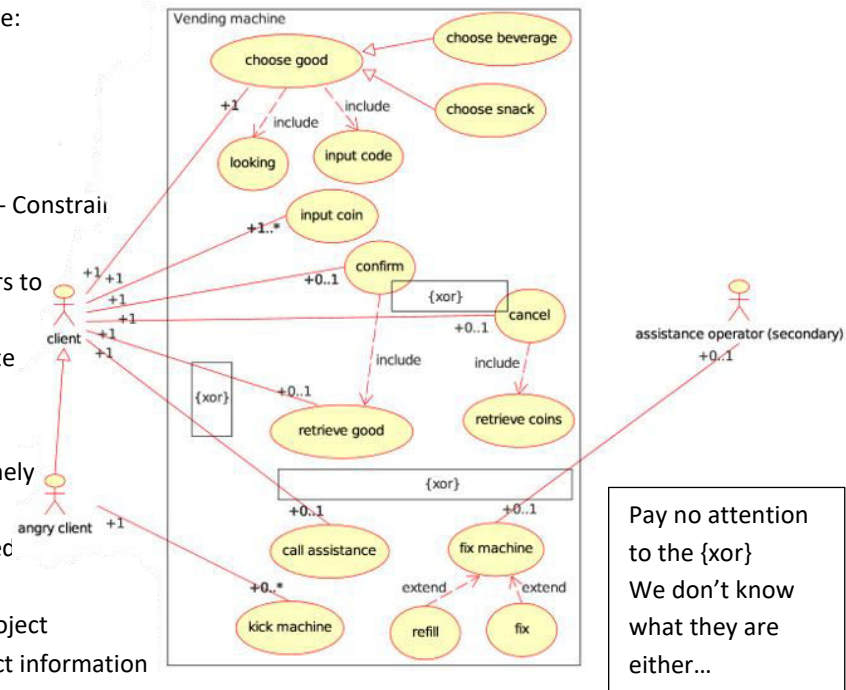 e:
- Constrain
rs to
te
nely
ed
oject
ct information
Vending machine
choose beverage
choose good
choose snack
+1
include
include
looking
input code
input coin
+1..*
confirm
+1
+1
+0..1
{xor}
+1
cancel
+1
+0..1
client
+1
assistance operator (secondary)
+1
+0..1
include
include
{xor}
+0..1
retrieve good
retrieve coins
{xor}
+0..1
+0..1
angry client
+1
call assistance
fix machine
extend
extend
+0..*
kick machine
refill
fix
Pay no attention
to the {xor}
We don't know
what they are
either...